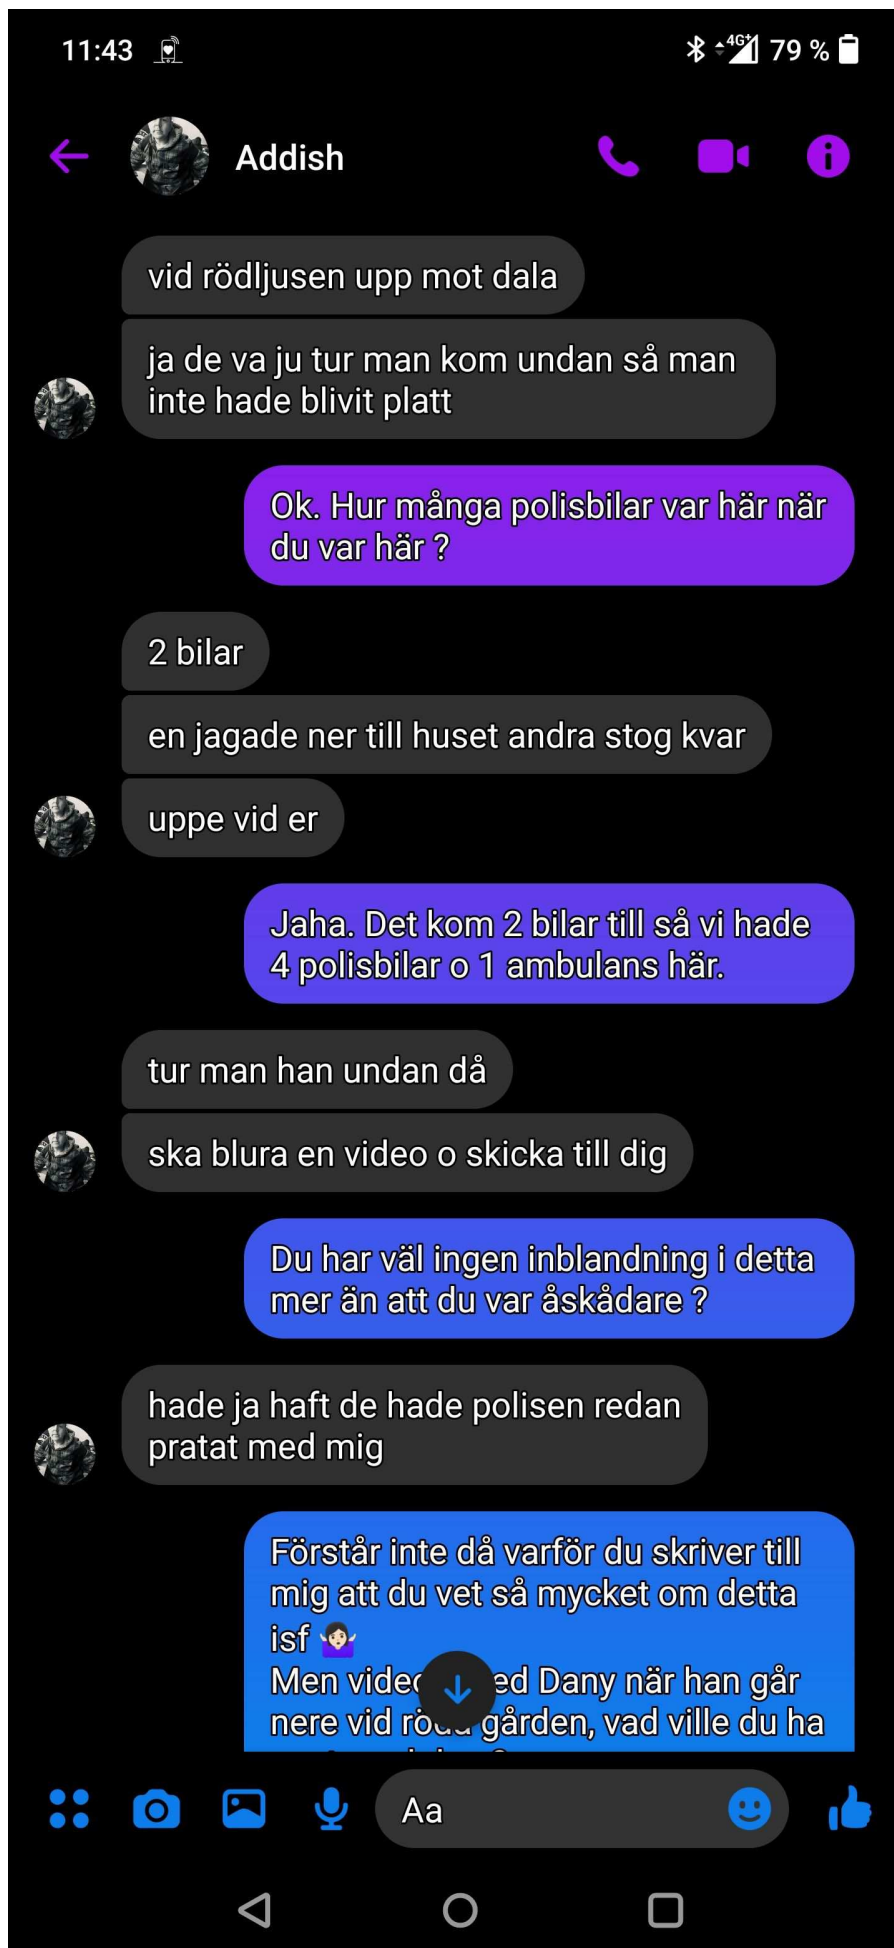 11:43
4G+ 79 %
Addish
vid rödljusen upp mot dala
ja de va ju tur man kom undan så man
inte hade blivit platt
Ok. Hur många polisbilar var här när
du var här ?
2 bilar
en jagade ner till huset andra stog kvar
uppe vid er
Jaha. Det kom 2 bilar till så vi hade
4 polisbilar o 1 ambulans här.
tur man han undan då
ska blura en video o skicka till dig
Du har väl ingen inblandning i detta
mer än att du var åskådare ?
hade ja haft de hade polisen redan
pratat med mig
Förstår inte då varför du skriver till
mig att du vet så mycket om detta
isf 🤷🏻‍♀️
Men Dany när han går
nere vid gården, vad ville du ha
Aa